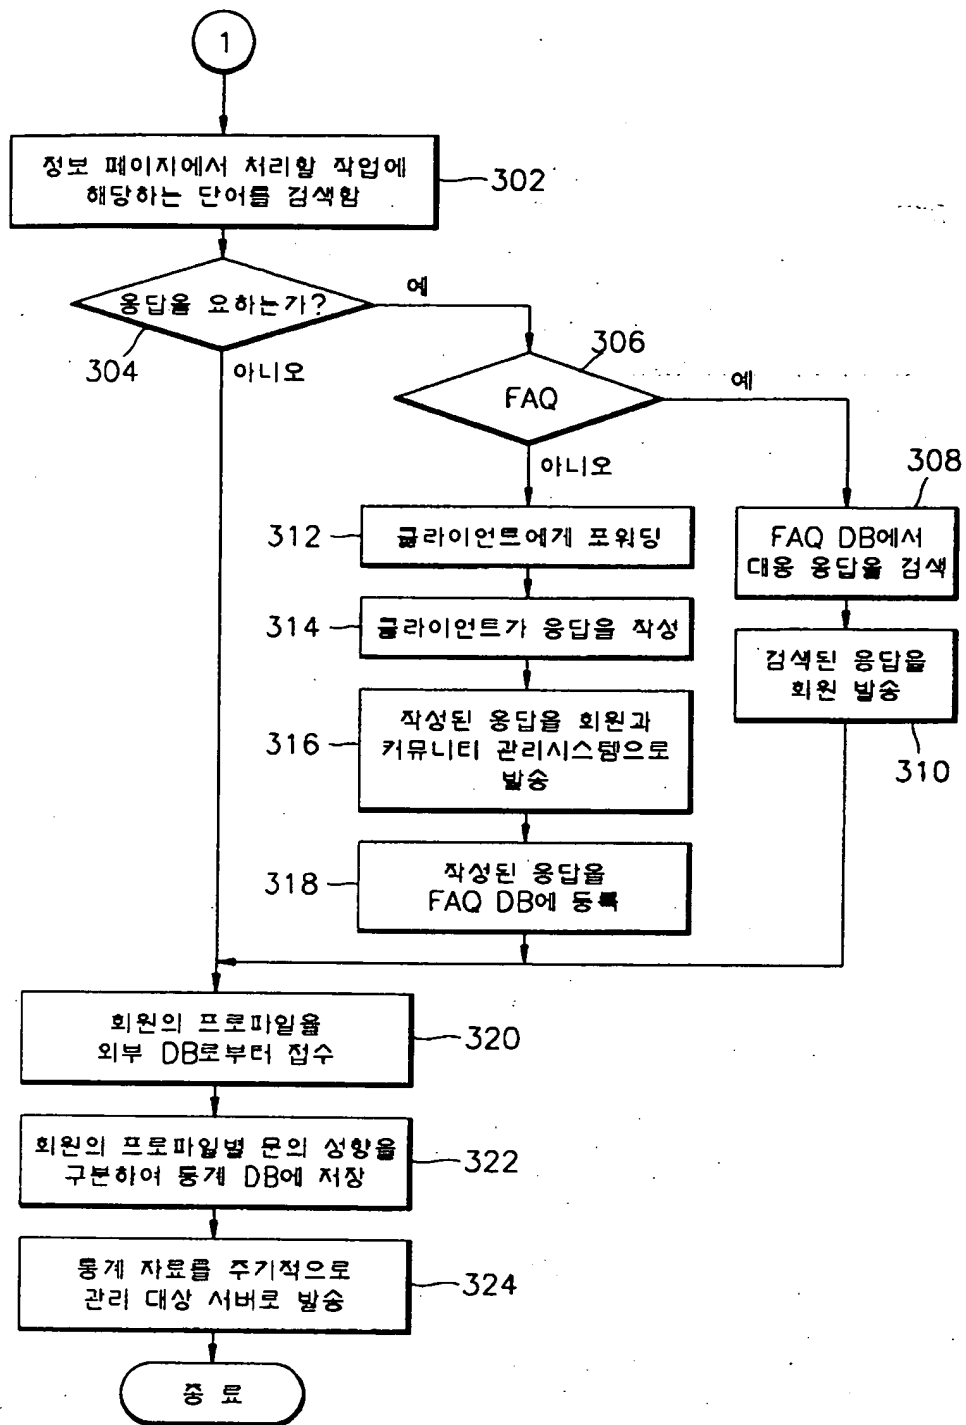 1
정보 페이지에서 처리할 작업에
해당하는 단어를 검색함
302
응답을 요하는가?
304
예
아니오
306
FAQ
예
아니오
308
FAQ DB에서
대응 응답을 검색
검색된 응답을
회원 발송
310
312
클라이언트에게 포워딩
314
클라이언트가 응답을 작성
316
작성된 응답을 회원과
커뮤니티 관리시스템으로
발송
318
작성된 응답을
FAQ DB에 등록
회원의 프로파일을
외부 DB로부터 접수
320
회원의 프로파일별 문의 성향을
구분하여 통계 DB에 저장
322
통계 자료를 주기적으로
관리 대상 서버로 발송
324
종 료